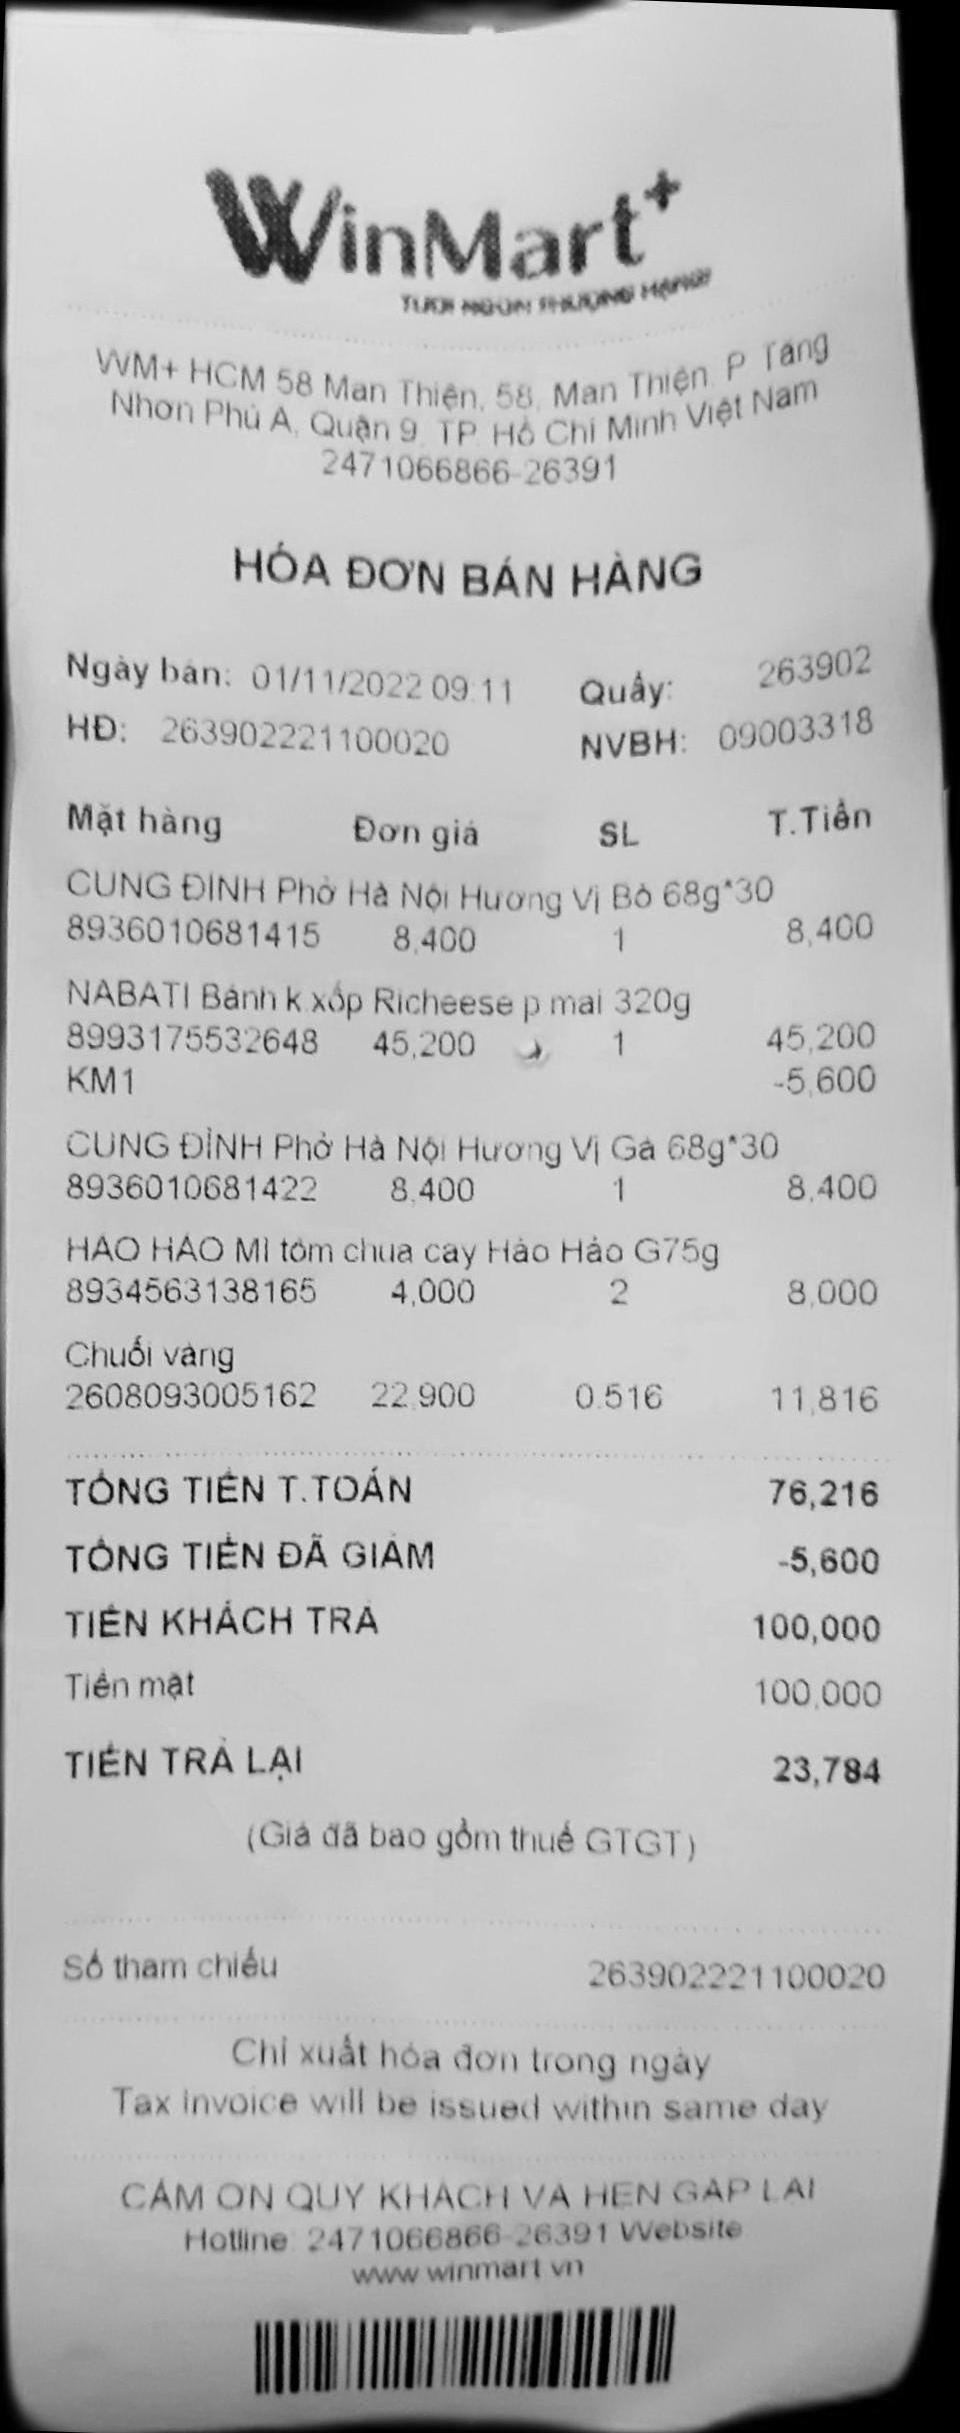 WinMart+
TƯƠI NGON THƯỢNG HẠNG!
WM+ HCM 58 Man Thiện, 58, Man Thiện, P. Tăng
Nhơn Phú A, Quận 9, TP. Hồ Chí Minh Việt Nam
2471066866-26391
HÓA ĐƠN BÁN HÀNG
Ngày bán: 01/11/2022 09:11 Quầy: 263902
HĐ: 263902221100020 NVBH: 09003318
Mặt hàng Đơn giá SL T.Tiền
CUNG ĐÌNH Phở Hà Nội Hương Vị Bò 68g*30
8936010681415 8,400 1 8,400
NABATI Bánh k.xốp Richeese p.mai 320g
8993175532648 45,200 1 45,200
KM1 -5,600
CUNG ĐÌNH Phở Hà Nội Hương Vị Gà 68g*30
8936010681422 8,400 1 8,400
HẢO HẢO Mì tôm chua cay Hảo Hảo G75g
8934563138165 4,000 2 8,000
Chuối vàng
2608093005162 22,900 0.516 11,816
TỔNG TIỀN T.TOÁN 76,216
TỔNG TIỀN ĐÃ GIẢM -5,600
TIỀN KHÁCH TRẢ 100,000
Tiền mặt 100,000
TIỀN TRẢ LẠI 23,784
(Giá đã bao gồm thuế GTGT)
Số tham chiếu 263902221100020
Chỉ xuất hóa đơn trong ngày
Tax invoice will be issued within same day
CẢM ƠN QUÝ KHÁCH VÀ HẸN GẶP LẠI
Hotline: 2471066866-26391 Website
www.winmart.vn